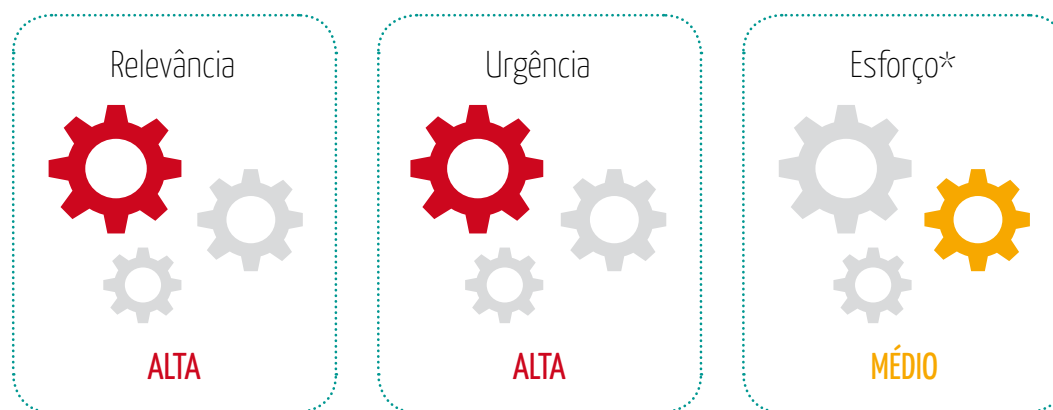 Relevância
ALTA
Urgência
ALTA
Esforço*
MÉDIO